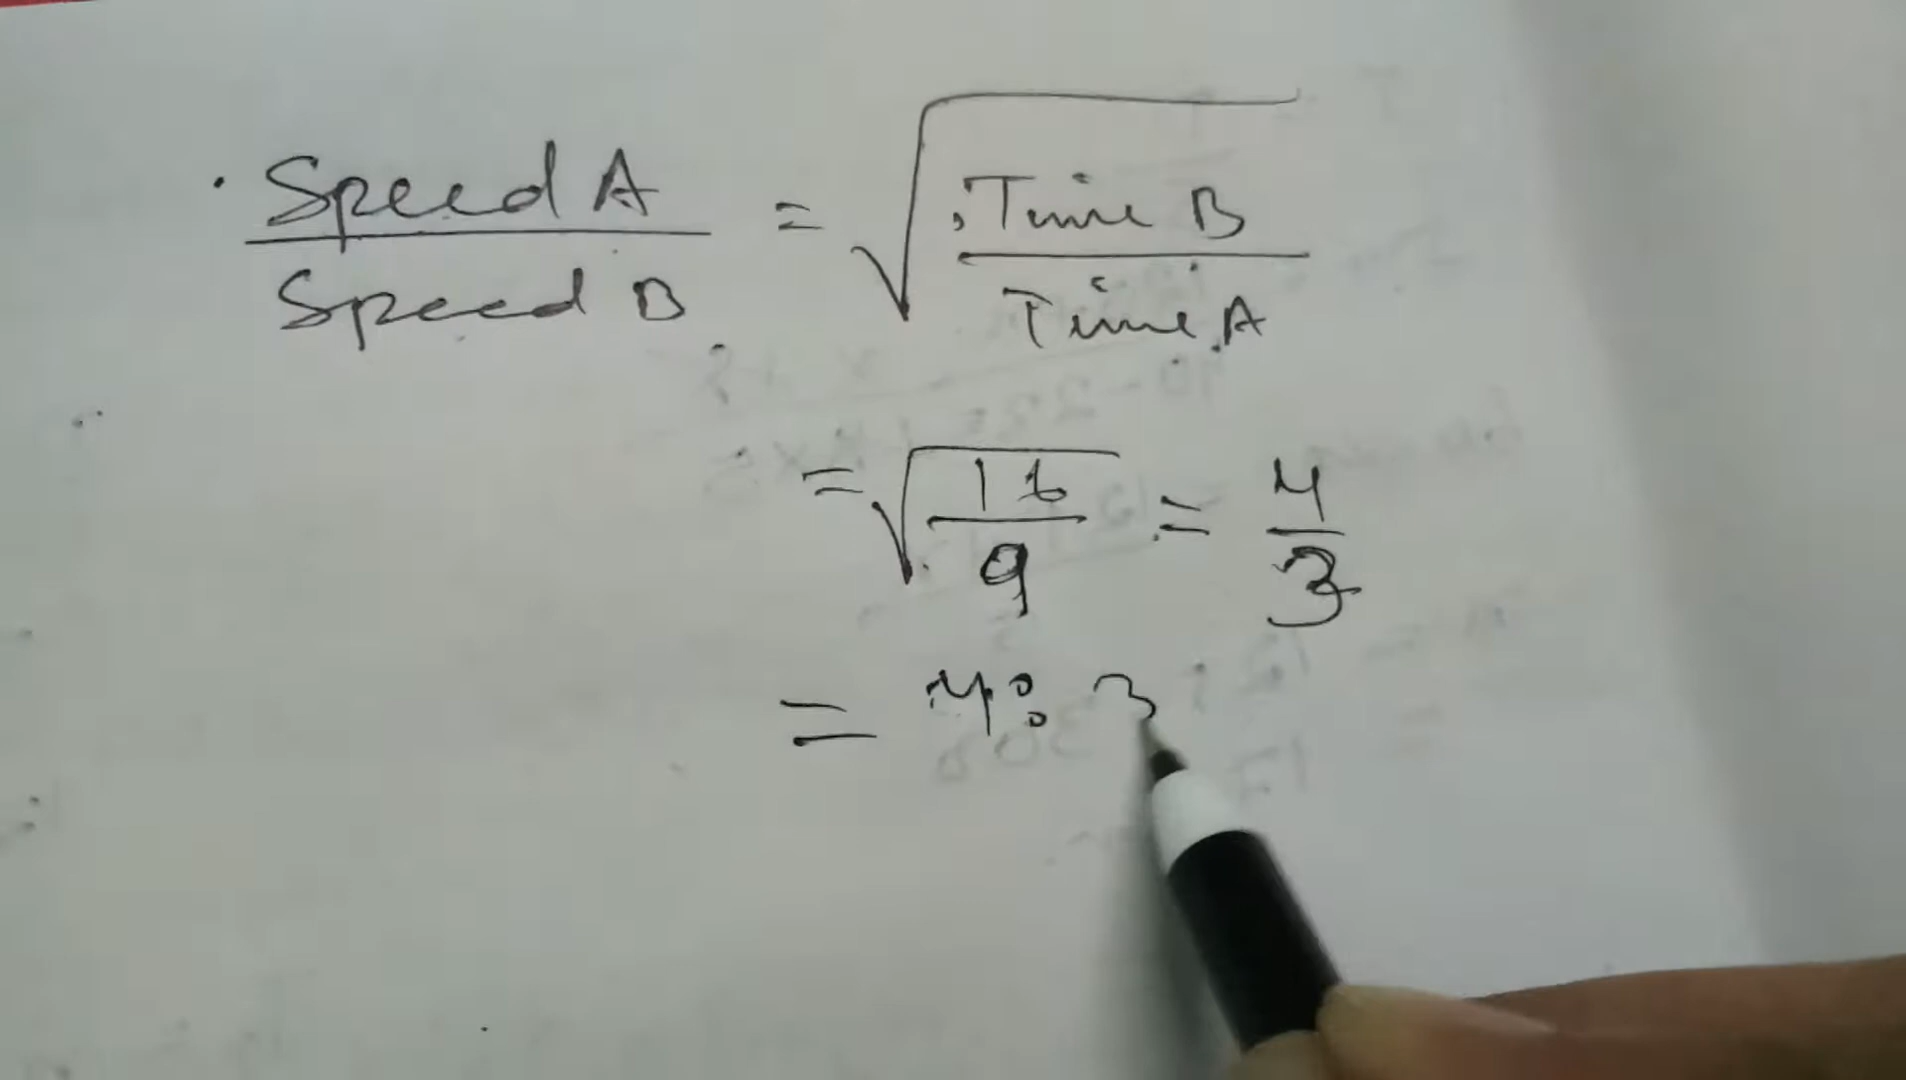 Speed A / Speed B = √(Time B / Time A)
= √(16/9) = 4/3
= 4:3